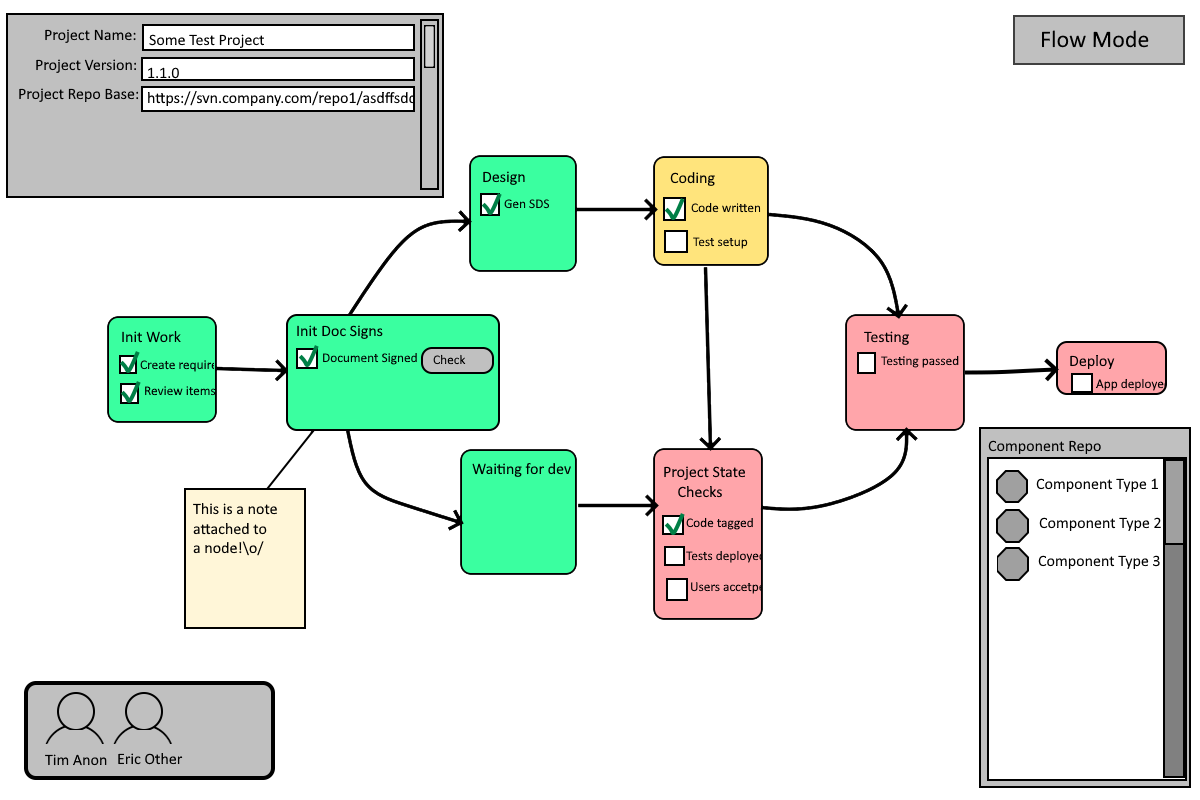 Project Name:
Some Test Project
Project Version:
1.1.0
Project Repo Base:
https://svn.company.com/repo1/asdffsdc
Flow Mode
Design
Gen SDS
Coding
Code written
Test setup
Init Work
Create require
Review items
Init Doc Signs
Document Signed
Check
Testing
Testing passed
Deploy
App deploye
Waiting for dev
Project State
Checks
Code tagged
Tests deployed
Users accetpe
This is a note
attached to
a node!\o/
Component Repo
Component Type 1
Component Type 2
Component Type 3
Tim Anon
Eric Other